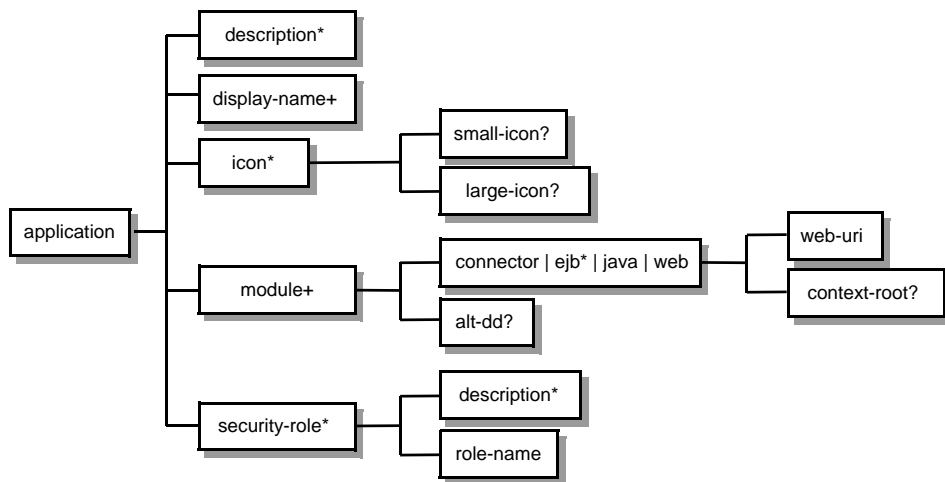 description*
display-name+
icon*
small-icon?
large-icon?
application
module+
connector | ejb* | java | web
web-uri
context-root?
alt-dd?
security-role*
description*
role-name